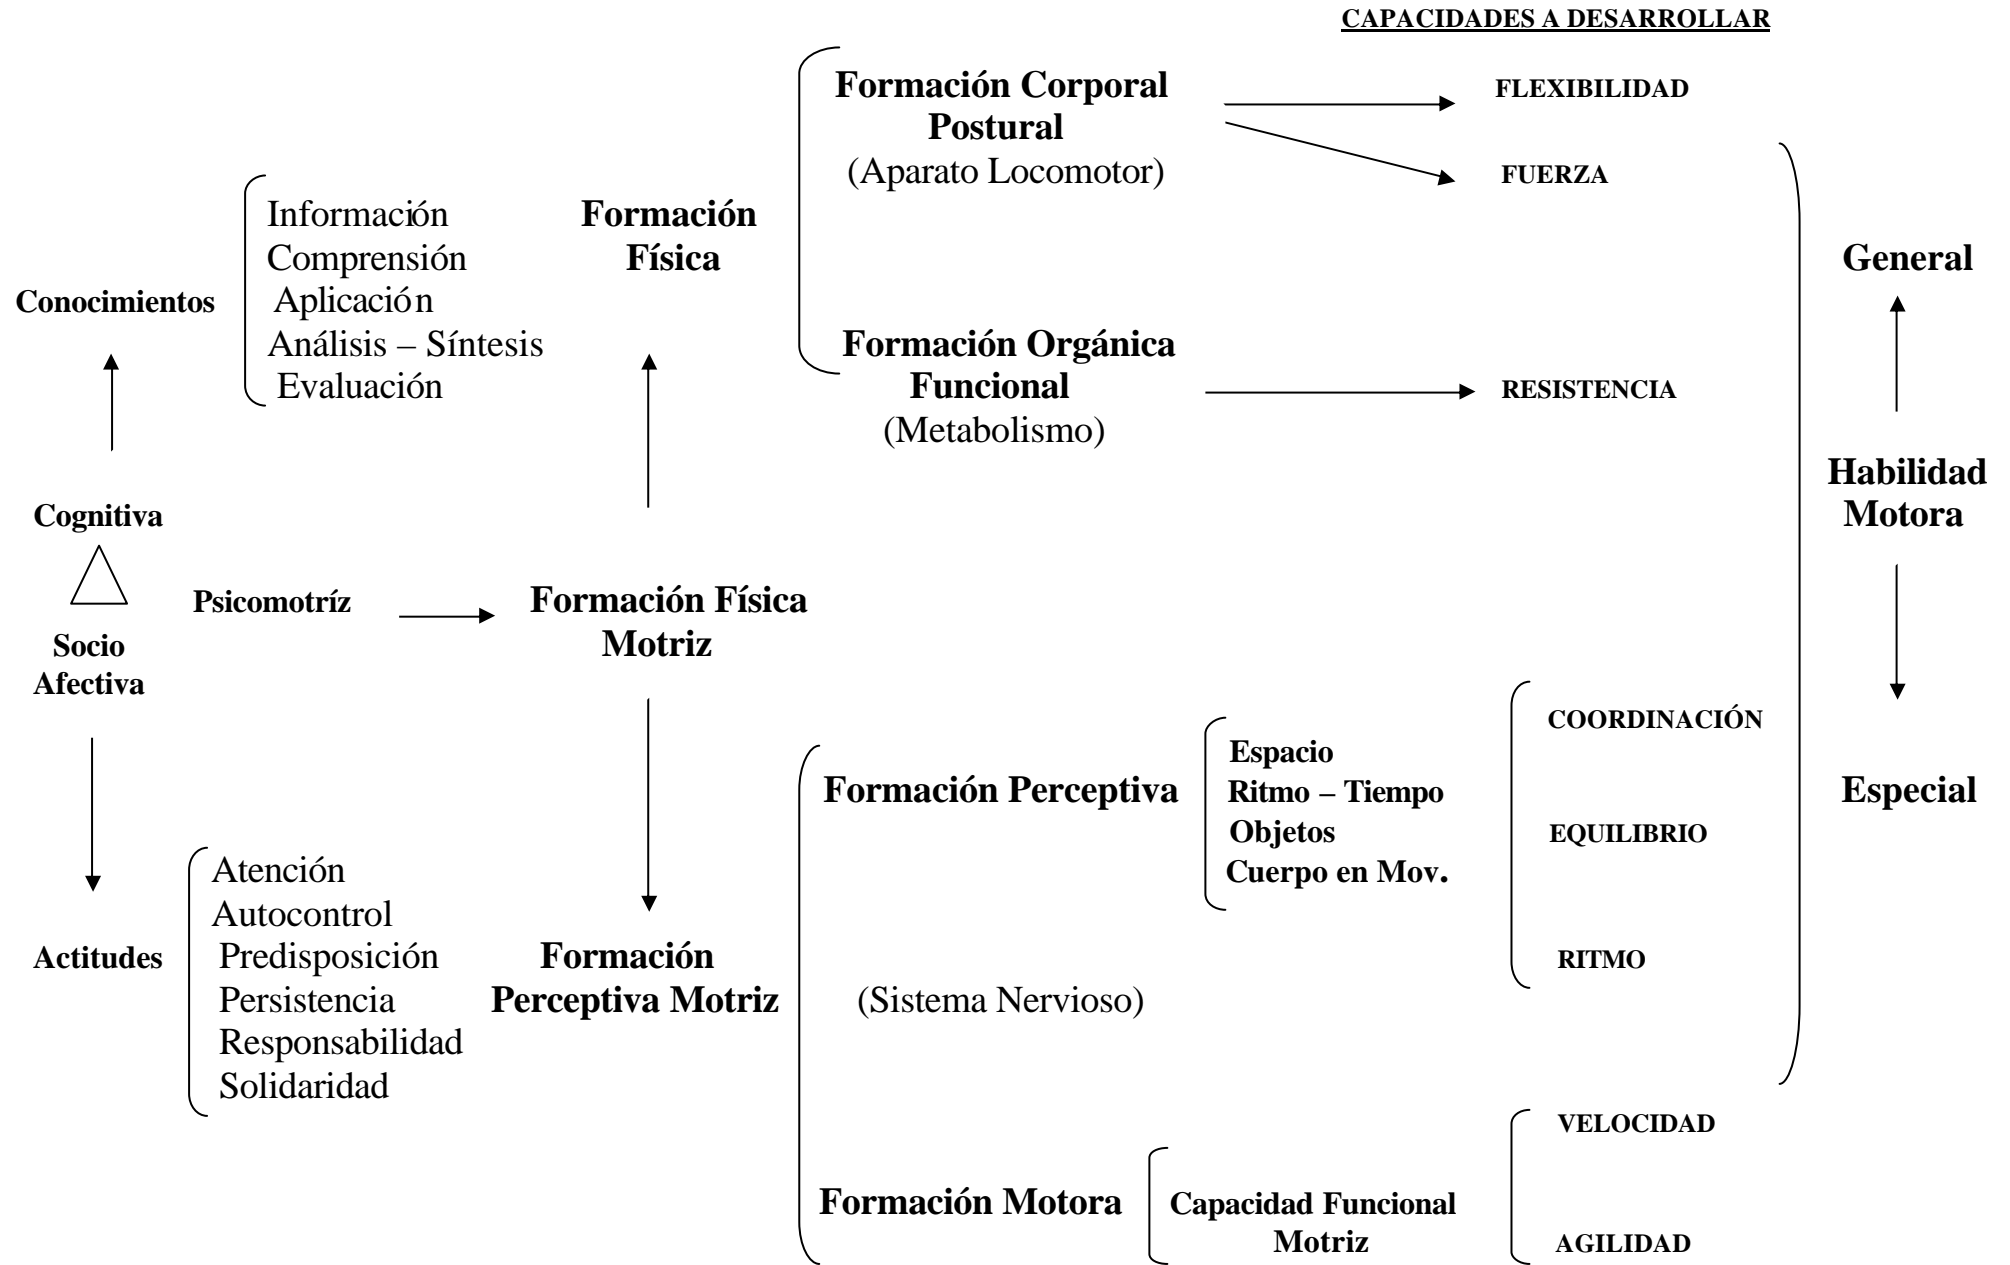 CAPACIDADES A DESARROLLAR
Formación Corporal
Postural
(Aparato Locomotor)
FLEXIBILIDAD
FUERZA
Conocimientos
Información
Comprensión
Aplicación
Análisis – Síntesis
Evaluación
Formación
Física
Formación Orgánica
Funcional
(Metabolismo)
RESISTENCIA
General
Habilidad
Motora
Especial
Cognitiva
Socio
Afectiva
Psicomotríz
Formación Física
Motriz
Actitudes
Atención
Autocontrol
Predisposición
Persistencia
Responsabilidad
Solidaridad
Formación
Perceptiva Motriz
Formación Perceptiva
Espacio
Ritmo – Tiempo
Objetos
Cuerpo en Mov.
COORDINACIÓN
EQUILIBRIO
RITMO
(Sistema Nervioso)
Formación Motora
Capacidad Funcional
Motriz
VELOCIDAD
AGILIDAD